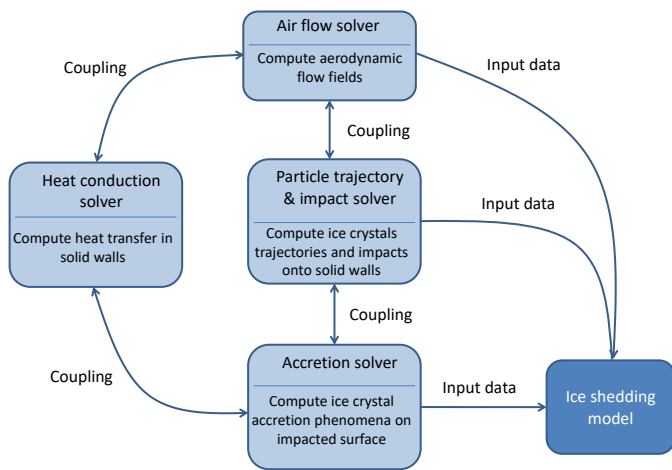 Air flow solver
Compute aerodynamic
flow fields
Coupling
Input data
Coupling
Heat conduction
solver
Compute heat transfer in
solid walls
Particle trajectory
& impact solver
Compute ice crystals
trajectories and impacts
onto solid walls
Input data
Coupling
Coupling
Accretion solver
Compute ice crystal
accretion phenomena on
impacted surface
Input data
Ice shedding
model